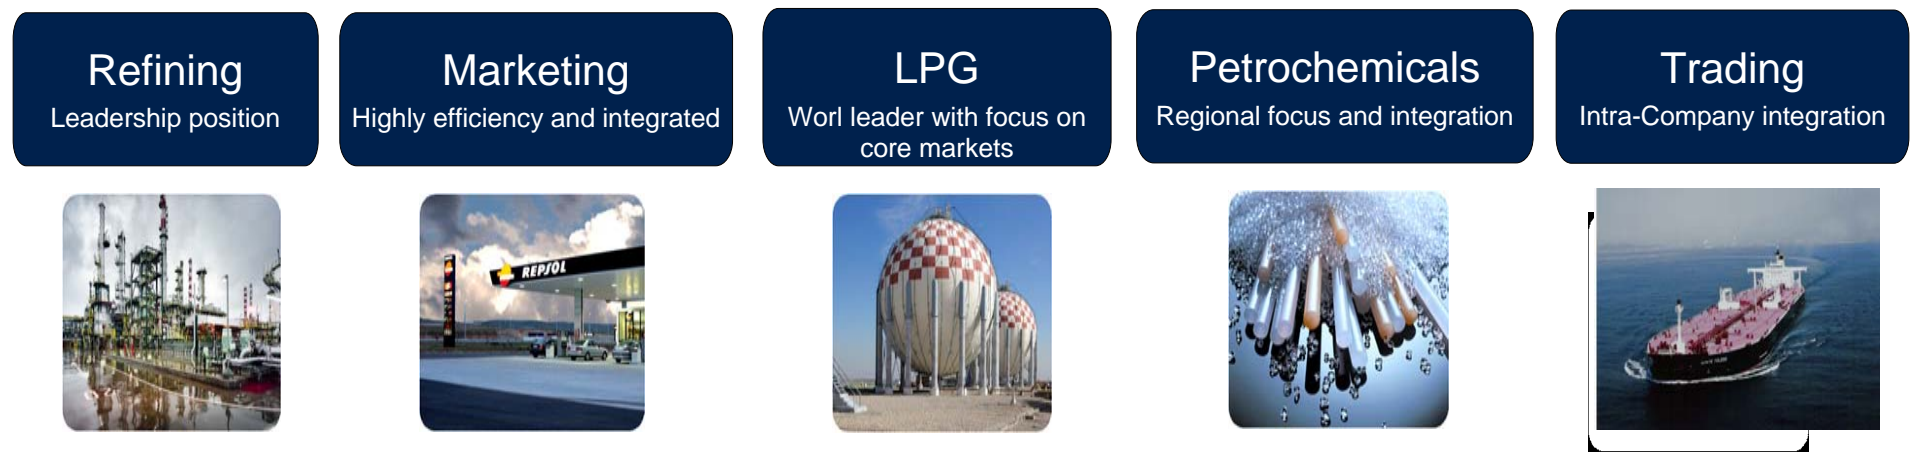 Refining
Leadership position
Marketing
Highly efficiency and integrated
LPG
Worl leader with focus on
core markets
Petrochemicals
Regional focus and integration
Trading
Intra-Company integration
REPSOL